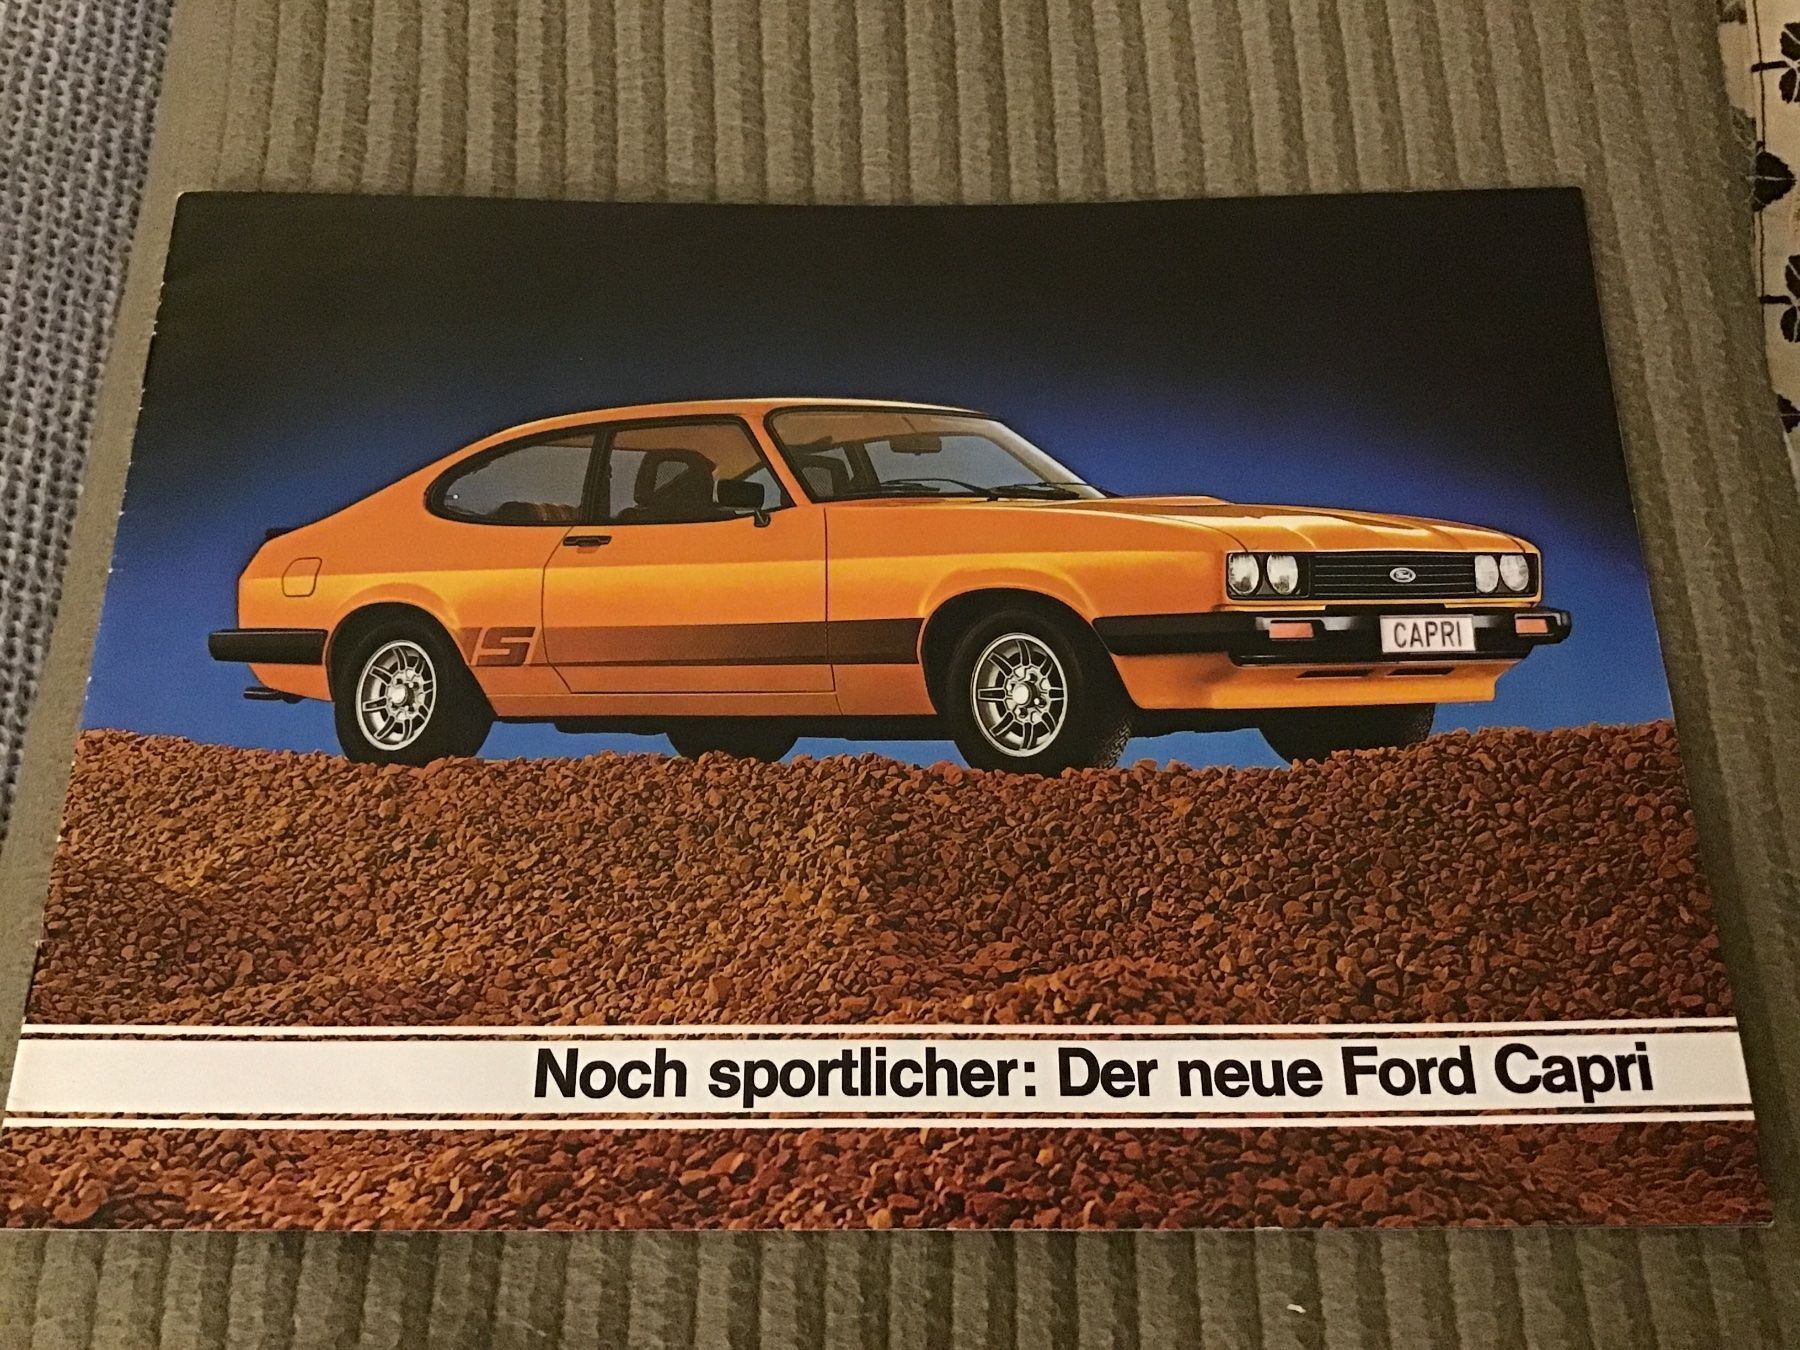 S
CAPRI
Noch sportlicher: Der neue Ford Capri